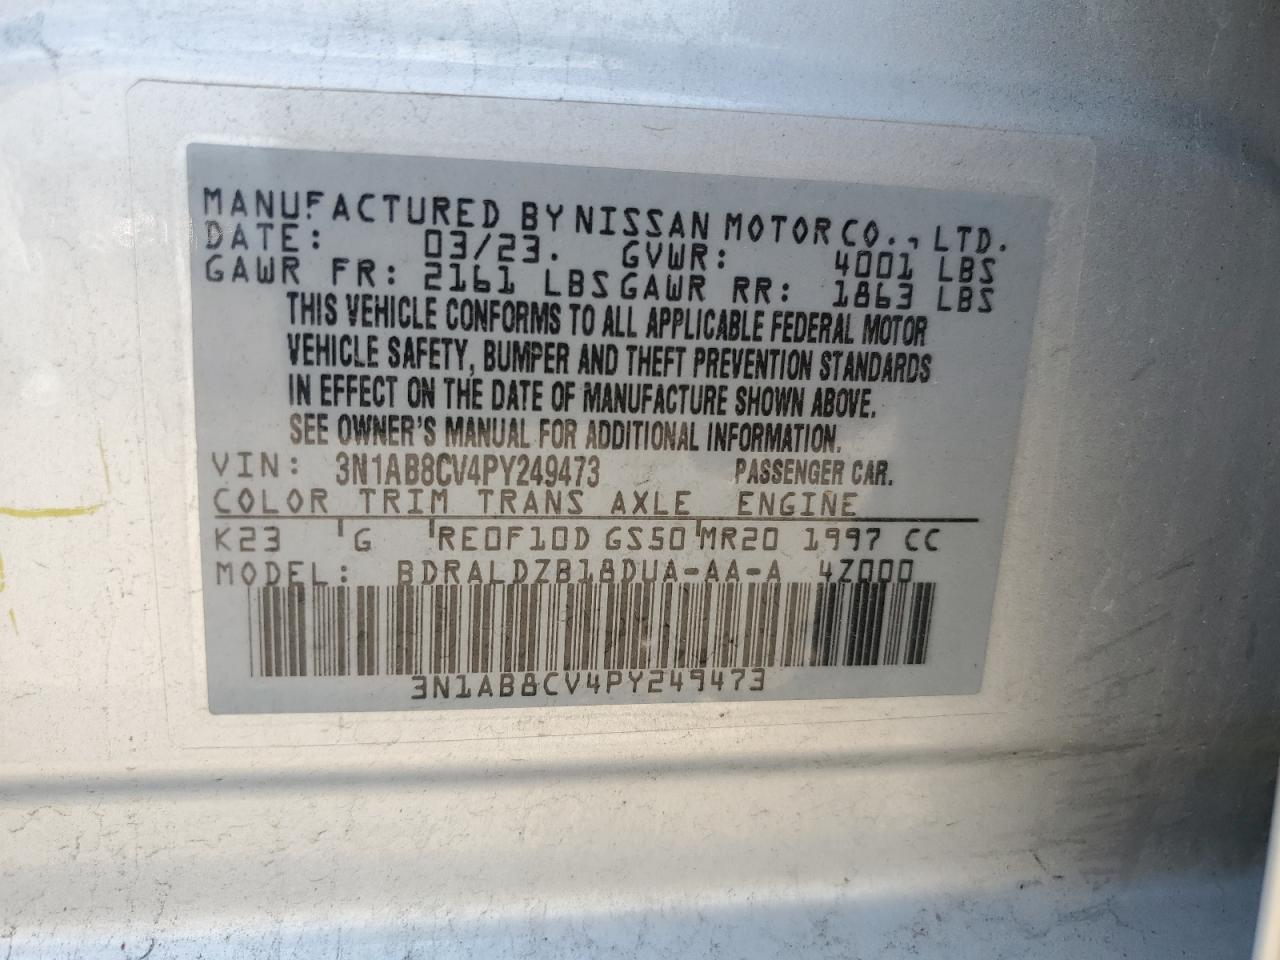 MANUFACTURED BY NISSAN MOTOR CO., LTD.
DATE: 03/23. GVWR: 4001 LBS
GAWR FR: 2161 LBS GAWR RR: 1863 LBS
THIS VEHICLE CONFORMS TO ALL APPLICABLE FEDERAL MOTOR
VEHICLE SAFETY, BUMPER AND THEFT PREVENTION STANDARDS
IN EFFECT ON THE DATE OF MANUFACTURE SHOWN ABOVE.
SEE OWNER'S MANUAL FOR ADDITIONAL INFORMATION.
VIN: 3N1AB8CV4PY249473 PASSENGER CAR.
COLOR TRIM TRANS AXLE ENGINE
K23 G RE0F10D GS50 MR20 1997 CC
MODEL: BDRALDZB18DUA-AA-A 4Z000
3N1AB8CV4PY249473